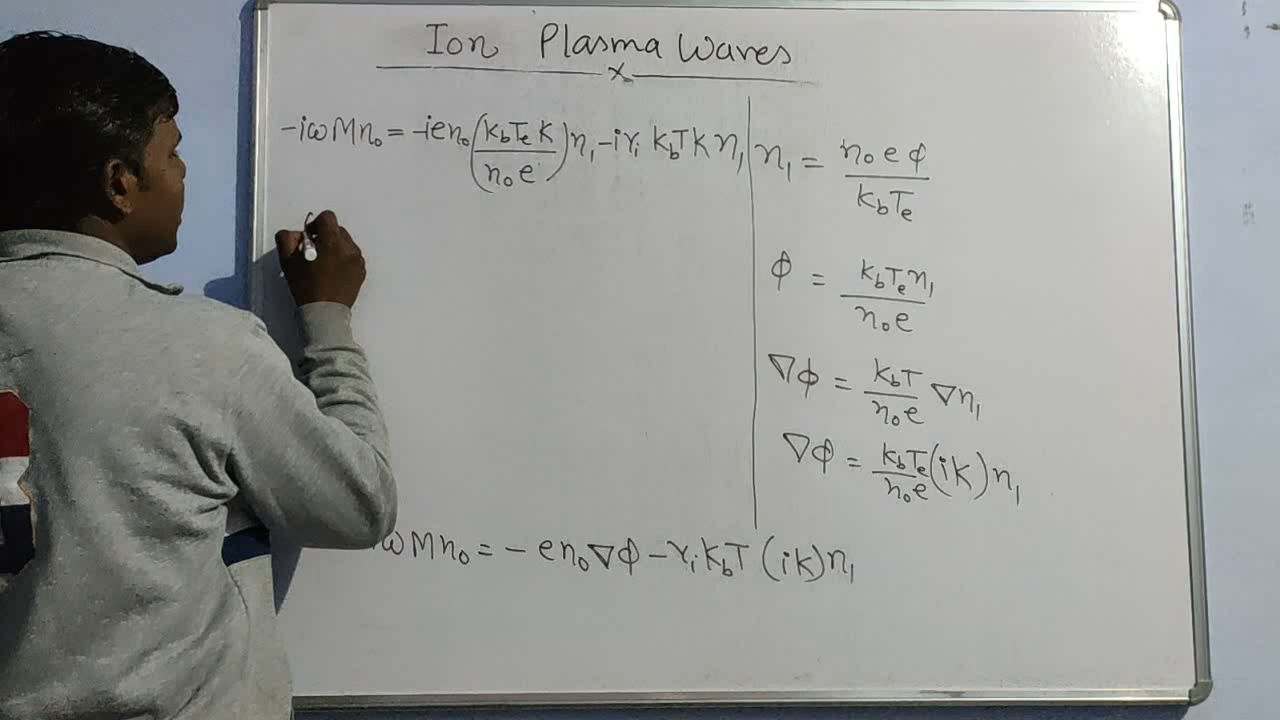 Ion Plasma Waves
x
-iωMn₀ = -ien₀(k_bT_e k / n₀e)n₁ - iγᵢ k_bT k n₁
n₁ = n₀eφ / k_bT_e
φ = k_bT_e n₁ / n₀e
∇φ = k_bT / n₀e ∇n₁
∇φ = k_bT_e / n₀e (ik) n₁
ωMn₀ = - en₀∇φ - γᵢk_bT (ik)n₁